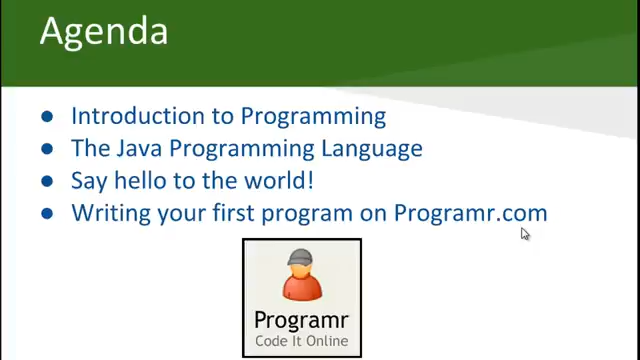 Agenda
● Introduction to Programming
● The Java Programming Language
● Say hello to the world!
● Writing your first program on Programr.com
Programr
Code It Online